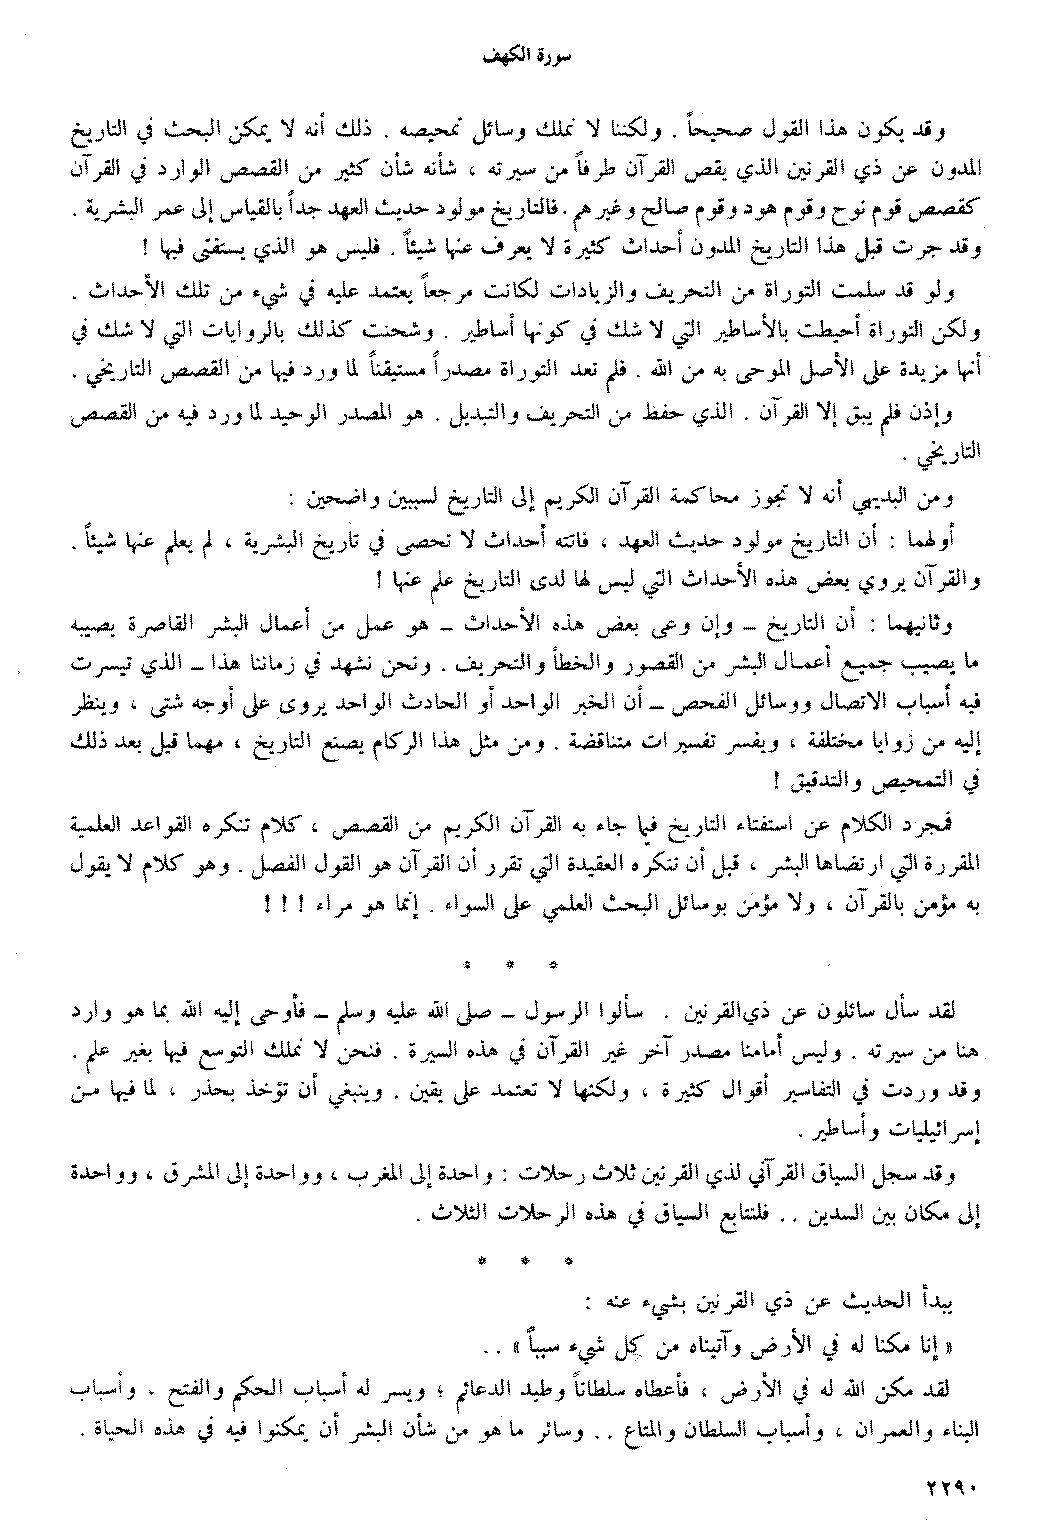 سورة الكهف
وقد يكون هذا القول صحيحاً . ولكننا لا نملك وسائل تمحيصه . ذلك أنه لا يمكن البحث في التاريخ
المدون عن ذي القرنين الذي يقص القرآن طرفاً من سيرته ، شأنه شأن كثير من القصص الوارد في القرآن
كقصص قوم نوح وقوم هود وقوم صالح وغيرهم . فالتاريخ مولود حديث العهد جداً بالقياس إلى عمر البشرية .
وقد جرت قبل هذا التاريخ المدون أحداث كثيرة لا يعرف عنها شيئاً . فليس هو الذي يستفتى فيها !
ولو قد سلمت التوراة من التحريف والزيادات لكانت مرجعاً يعتمد عليه في شيء من تلك الأحداث .
ولكن التوراة أحيطت بالأساطير التي لا شك في كونها أساطير . وشحنت كذلك بالروايات التي لا شك في
أنها مزيدة على الأصل الموحى به من الله . فلم تعد التوراة مصدراً مستيقناً لما ورد فيها من القصص التاريخي .
وإذن فلم يبق إلا القرآن . الذي حفظ من التحريف والتبديل . هو المصدر الوحيد لما ورد فيه من القصص
التاريخي .
ومن البديهي أنه لا تجوز محاكمة القرآن الكريم إلى التاريخ لسببين واضحين :
أولهما : أن التاريخ مولود حديث العهد ، فاتته أحداث لا تحصى في تاريخ البشرية ، لم يعلم عنها شيئاً .
والقرآن يروي بعض هذه الأحداث التي ليس لها لدى التاريخ علم عنها !
وثانيهما : أن التاريخ – وإن وعى بعض هذه الأحداث – هو عمل من أعمال البشر القاصرة يصيبه
ما يصيب جميع أعمال البشر من القصور والخطأ والتحريف . ونحن نشهد في زماننا هذا – الذي تيسرت
فيه أسباب الاتصال ووسائل الفحص – أن الخبر الواحد أو الحادث الواحد يروى على أوجه شتى ، وينظر
إليه من زوايا مختلفة ، ويفسر تفسيرات متناقضة . ومن مثل هذا الركام يصنع التاريخ ، مهما قيل بعد ذلك
في التمحيص والتدقيق !
فمجرد الكلام عن استفتاء التاريخ فيما جاء به القرآن الكريم من القصص ، كلام تنكره القواعد العلمية
المقررة التي ارتضاها البشر ، قبل أن تنكره العقيدة التي تقرر أن القرآن هو القول الفصل . وهو كلام لا يقول
به مؤمن بالقرآن ، ولا مؤمن بوسائل البحث العلمي على السواء . إنما هو مراء ! ! !
* * *
لقد سأل سائلون عن ذي القرنين . سألوا الرسول – صلى الله عليه وسلم – فأوحى إليه الله بما هو وارد
هنا من سيرته . وليس أمامنا مصدر آخر غير القرآن في هذه السيرة . فنحن لا نملك التوسع فيها بغير علم .
وقد وردت في التفاسير أقوال كثيرة ، ولكنها لا تعتمد على يقين . وينبغي أن تؤخذ بحذر ، لما فيها من
إسرائيليات وأساطير .
وقد سجل السياق القرآني لذي القرنين ثلاث رحلات : واحدة إلى المغرب ، وواحدة إلى المشرق ، وواحدة
إلى مكان بين السدين .. فلنتابع السياق في هذه الرحلات الثلاث .
* * *
يبدأ الحديث عن ذي القرنين بشيء عنه :
« إنا مكنا له في الأرض وآتيناه من كل شيء سبباً » ..
لقد مكن الله له في الأرض ، فأعطاه سلطاناً وطيد الدعائم ؛ ويسر له أسباب الحكم والفتح . وأسباب
البناء والعمران ، وأسباب السلطان والمتاع .. وسائر ما هو من شأن البشر أن يمكنوا فيه في هذه الحياة .
٢٢٩٠